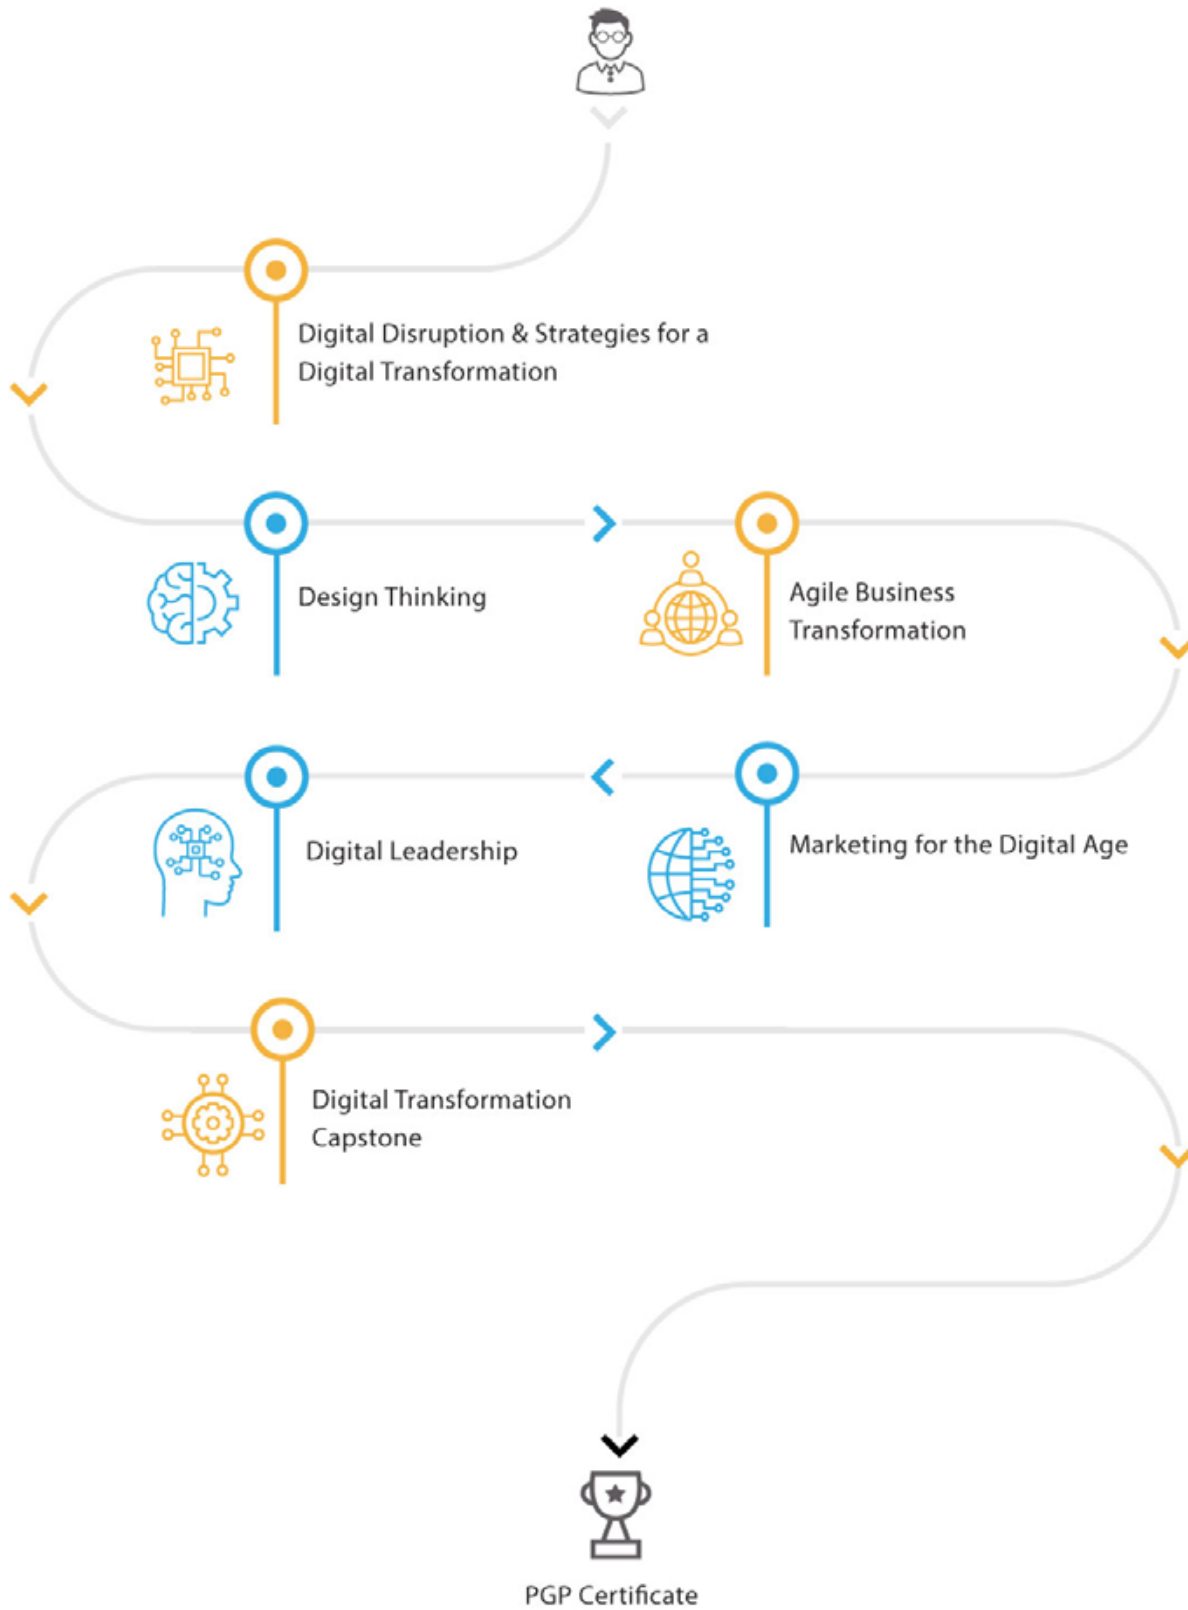 Digital Disruption & Strategies for a
Digital Transformation
Design Thinking
Agile Business
Transformation
Marketing for the Digital Age
Digital Leadership
Digital Transformation
Capstone
PGP Certificate